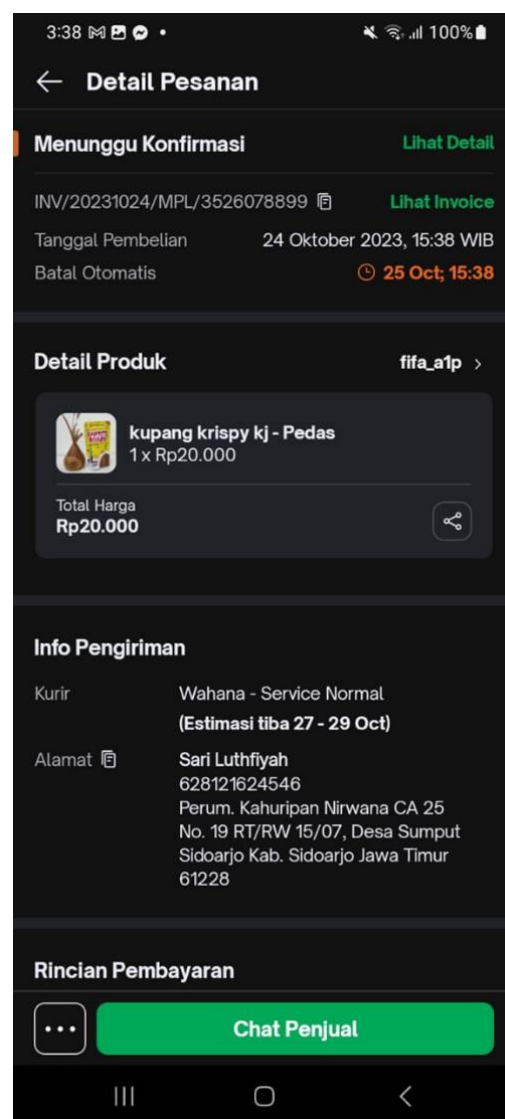 3:38
100%
Detail Pesanan
Menunggu Konfirmasi Lihat Detail
INV/20231024/MPL/3526078899 Lihat Invoice
Tanggal Pembelian 24 Oktober 2023, 15:38 WIB
Batal Otomatis 25 Oct; 15:38
Detail Produk fifa_a1p >
kupang krispy kj - Pedas
1 x Rp20.000
Total Harga
Rp20.000
Info Pengiriman
Kurir Wahana - Service Normal
(Estimasi tiba 27 - 29 Oct)
Alamat Sari Luthfiyah
628121624546
Perum. Kahuripan Nirwana CA 25
No. 19 RT/RW 15/07, Desa Sumput
Sidoarjo Kab. Sidoarjo Jawa Timur
61228
Rincian Pembayaran
Chat Penjual